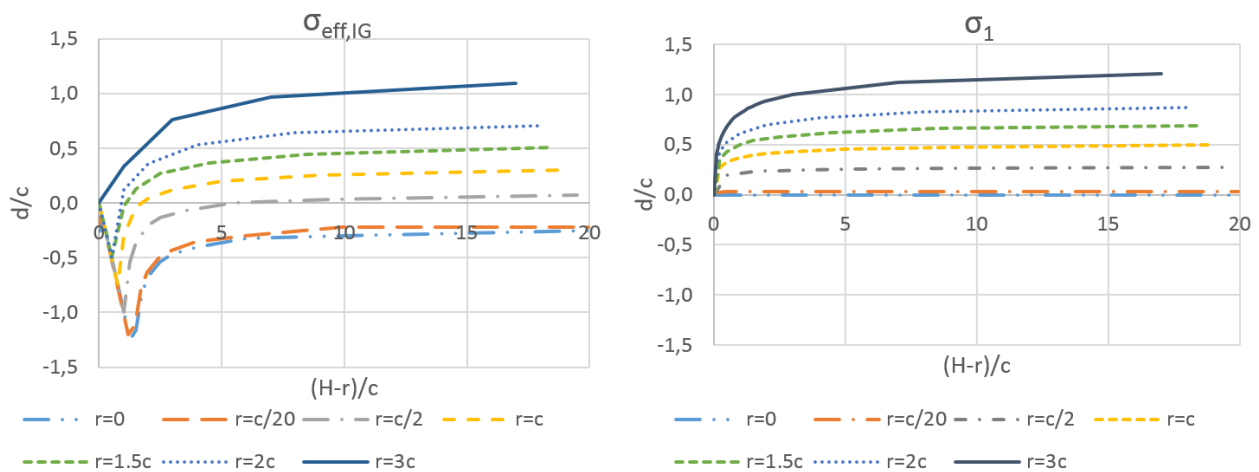 σeff,IG
1,5
1,0
0,5
0,0
-0,5
-1,0
-1,5
d/c
0 5 10 15 20
(H-r)/c
r=0 r=c/20 r=c/2 r=c
r=1.5c r=2c r=3c
σ1
1,5
1,0
0,5
0,0
-0,5
-1,0
-1,5
d/c
0 5 10 15 20
(H-r)/c
r=0 r=c/20 r=c/2 r=c
r=1.5c r=2c r=3c